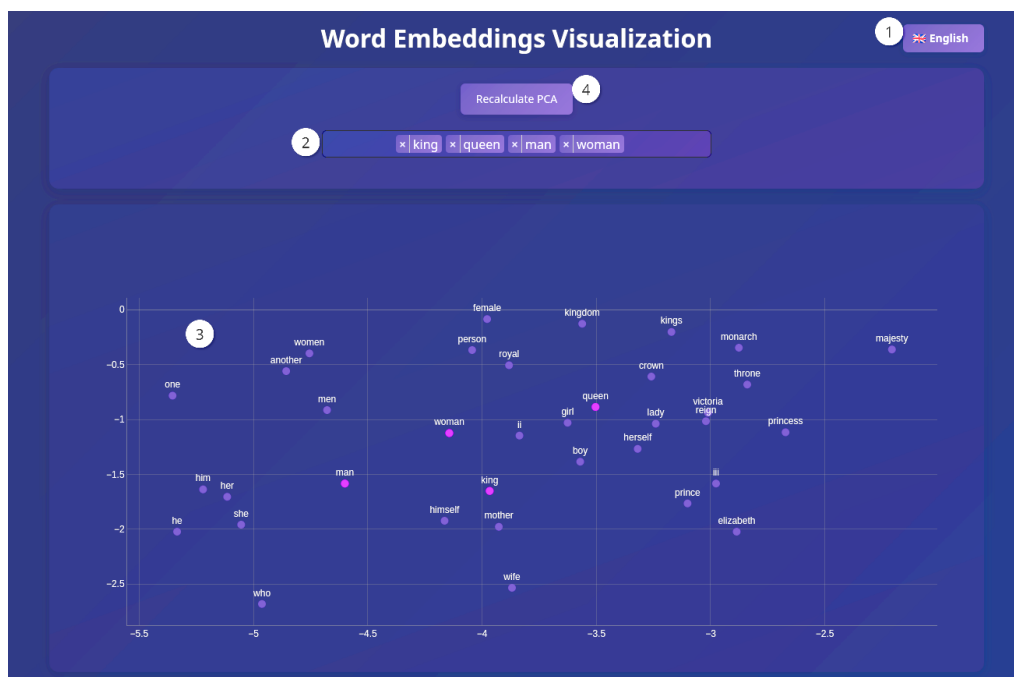 Word Embeddings Visualization
1
🇬🇧 English
Recalculate PCA
4
2
× king × queen × man × woman
3
0
−0.5
−1
−1.5
−2
−2.5
female
kingdom
kings
monarch
majesty
women
person
royal
another
crown
throne
one
men
queen
victoria
reign
woman
ii
girl
lady
princess
herself
boy
man
king
iii
him
her
prince
himself
mother
he
she
elizabeth
wife
who
−5.5 −5 −4.5 −4 −3.5 −3 −2.5